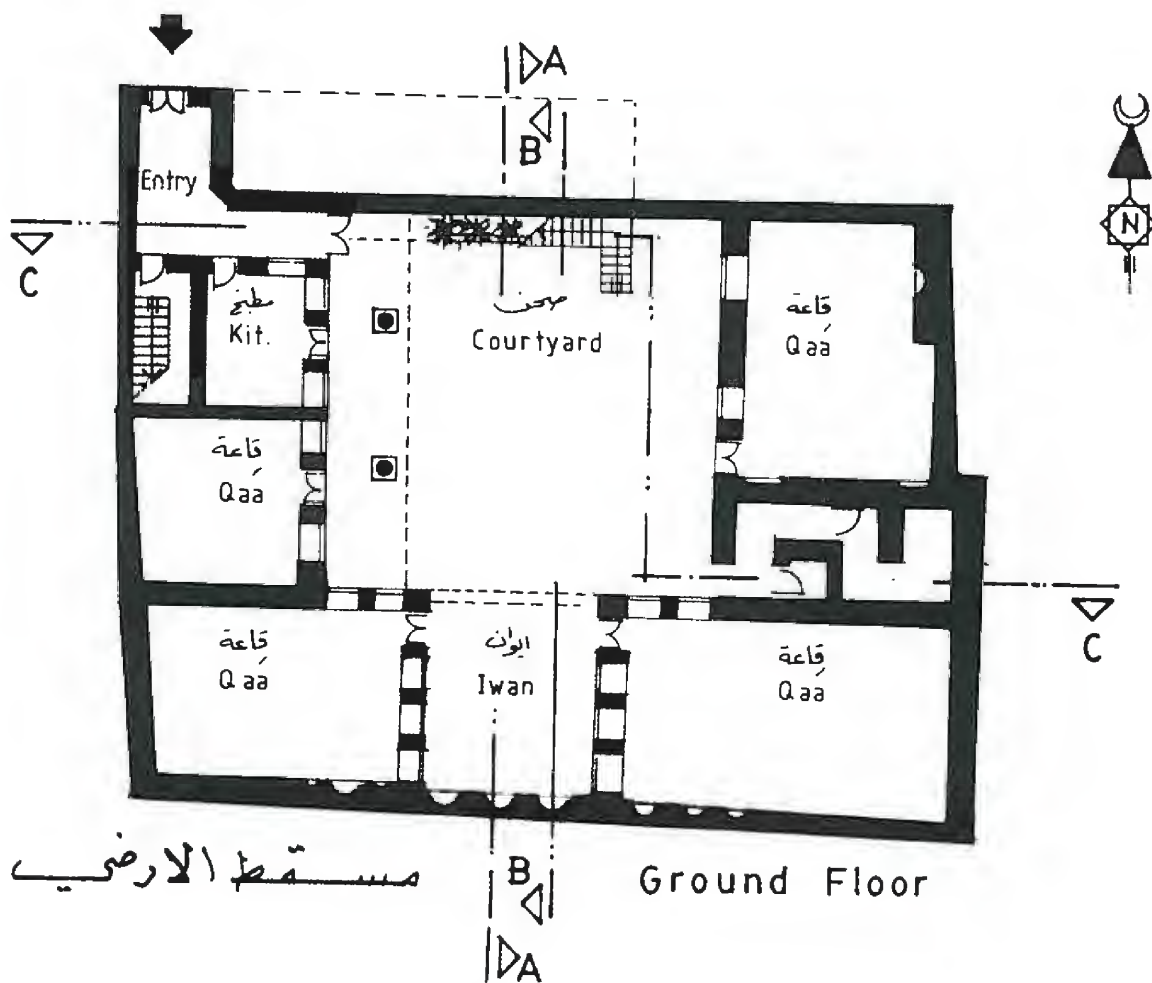 A
B
Entry
N
C
مطبخ
Kit.
صحن
Courtyard
قاعة
Qaa
قاعة
Qaa
قاعة
Qaa
ايوان
Iwan
قاعة
Qaa
C
مسقط الارضي
B
Ground Floor
A